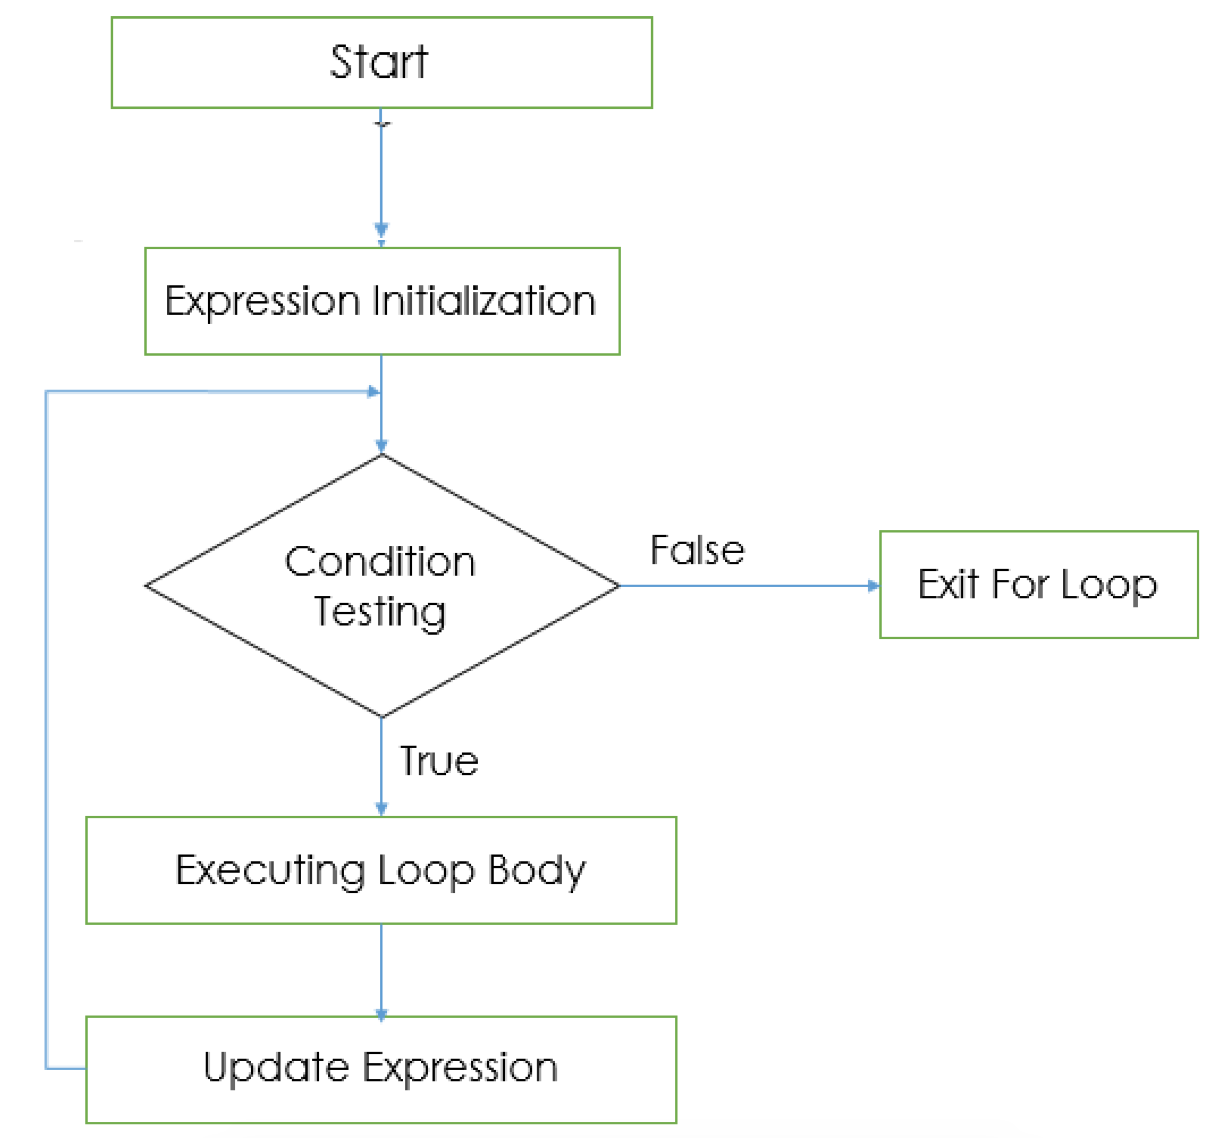 Start
Expression Initialization
Condition
Testing
False
Exit For Loop
True
Executing Loop Body
Update Expression